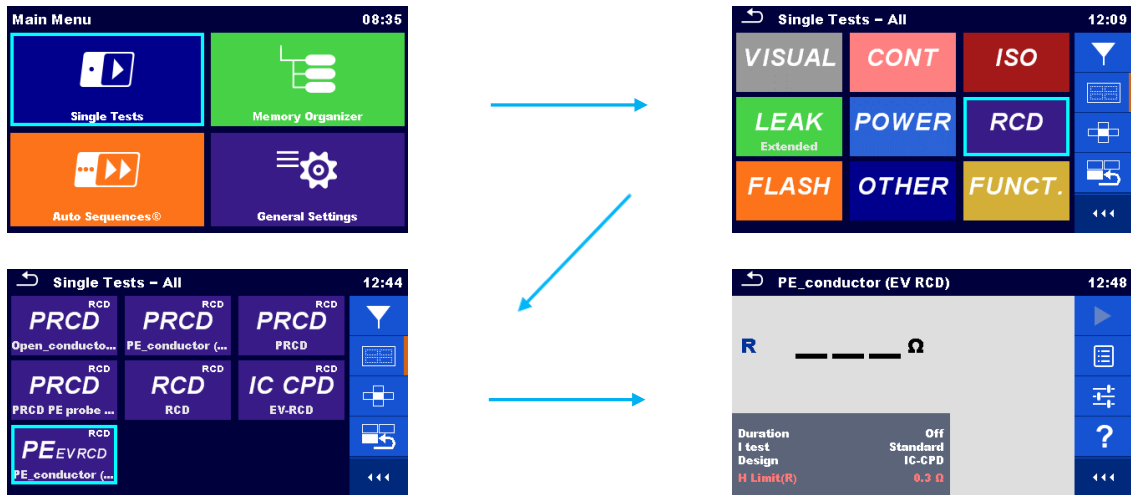 Main Menu 08:35
Single Tests Memory Organizer
Auto Sequences® General Settings
Single Tests – All 12:09
VISUAL CONT ISO
LEAK POWER RCD
Extended
FLASH OTHER FUNCT.
Single Tests – All 12:44
RCD RCD RCD
PRCD PRCD PRCD
Open_conducto... PE_conductor (... PRCD
RCD RCD RCD
PRCD RCD IC CPD
PRCD PE probe ... RCD EV-RCD
RCD
PE EV RCD
PE_conductor (...
PE_conductor (EV RCD) 12:48
R ___ Ω
Duration Off
I test Standard
Design IC-CPD
H Limit(R) 0.3 Ω
?